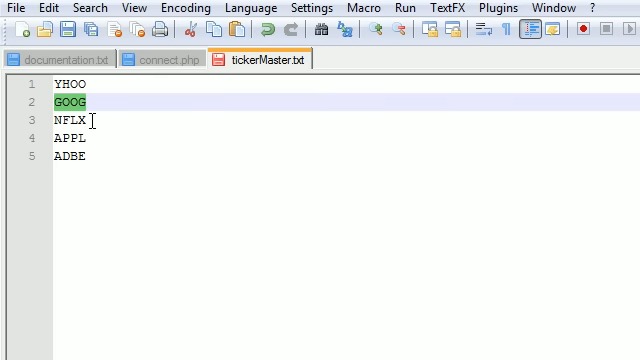 File Edit Search View Encoding Language Settings Macro Run TextFX Plugins Window ?
documentation.txt connect.php tickerMaster.txt
1 YHOO
2 GOOG
3 NFLX
4 APPL
5 ADBE